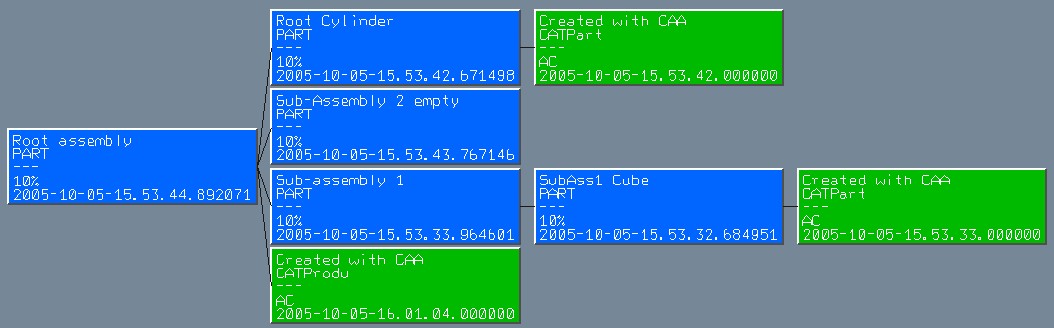 Root Cylinder
PART
---
10%
2005-10-05-15.53.42.671498
Created with CAA
CATPart
---
AC
2005-10-05-15.53.42.000000
Sub-Assembly 2 empty
PART
---
10%
2005-10-05-15.53.43.767146
Root assembly
PART
---
10%
2005-10-05-15.53.44.892071
Sub-assembly 1
PART
---
10%
2005-10-05-15.53.33.964601
SubAss1 Cube
PART
---
10%
2005-10-05-15.53.32.684951
Created with CAA
CATPart
---
AC
2005-10-05-15.53.33.000000
Created with CAA
CATProdu
---
AC
2005-10-05-16.01.04.000000